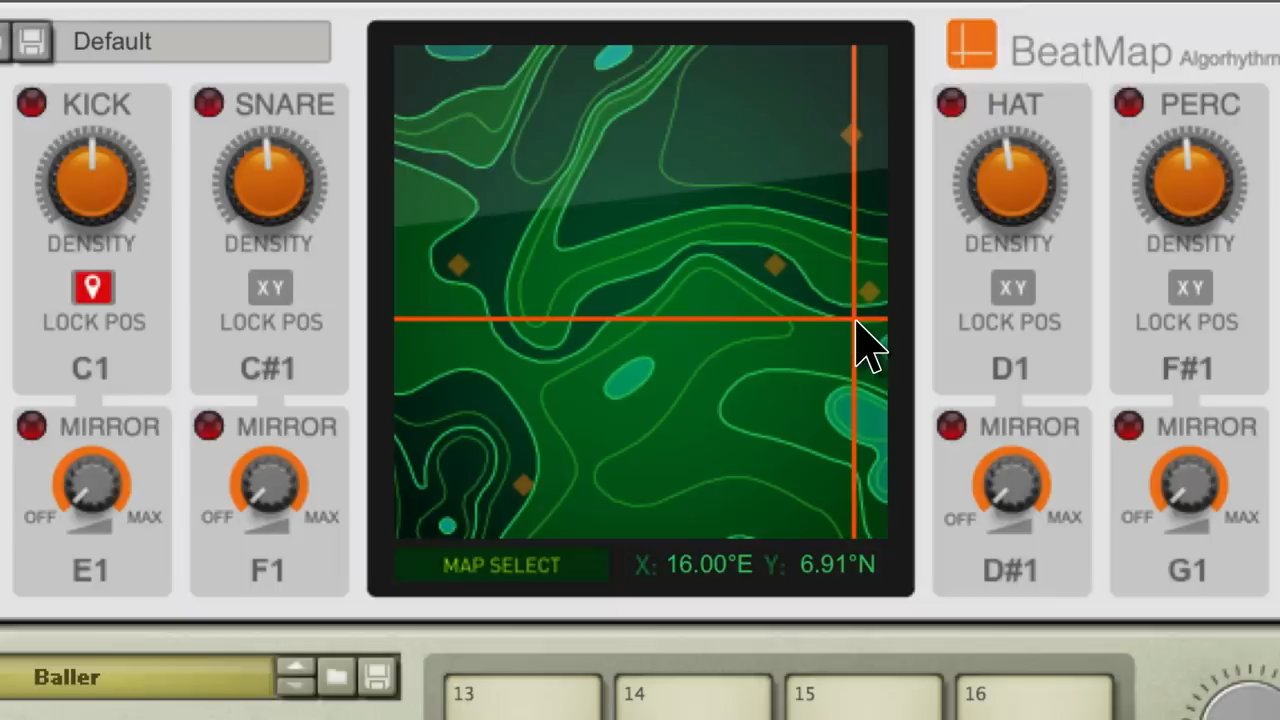 Default
BeatMap Algorhythm
KICK
DENSITY
LOCK POS
C1
MIRROR
OFF MAX
E1
SNARE
DENSITY
XY
LOCK POS
C#1
MIRROR
OFF MAX
F1
MAP SELECT X: 16.00°E Y: 6.91°N
HAT
DENSITY
XY
LOCK POS
D1
MIRROR
OFF MAX
D#1
PERC
DENSITY
XY
LOCK POS
F#1
MIRROR
OFF MAX
G1
Baller
13 14 15 16